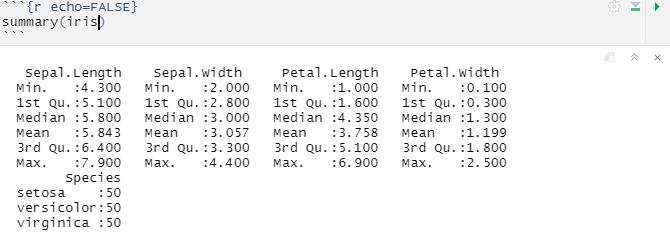 ```{r echo=FALSE}
summary(iris)
```
  Sepal.Length    Sepal.Width     Petal.Length    Petal.Width
 Min.   :4.300   Min.   :2.000   Min.   :1.000   Min.   :0.100
 1st Qu.:5.100   1st Qu.:2.800   1st Qu.:1.600   1st Qu.:0.300
 Median :5.800   Median :3.000   Median :4.350   Median :1.300
 Mean   :5.843   Mean   :3.057   Mean   :3.758   Mean   :1.199
 3rd Qu.:6.400   3rd Qu.:3.300   3rd Qu.:5.100   3rd Qu.:1.800
 Max.   :7.900   Max.   :4.400   Max.   :6.900   Max.   :2.500
       Species
 setosa    :50
 versicolor:50
 virginica :50